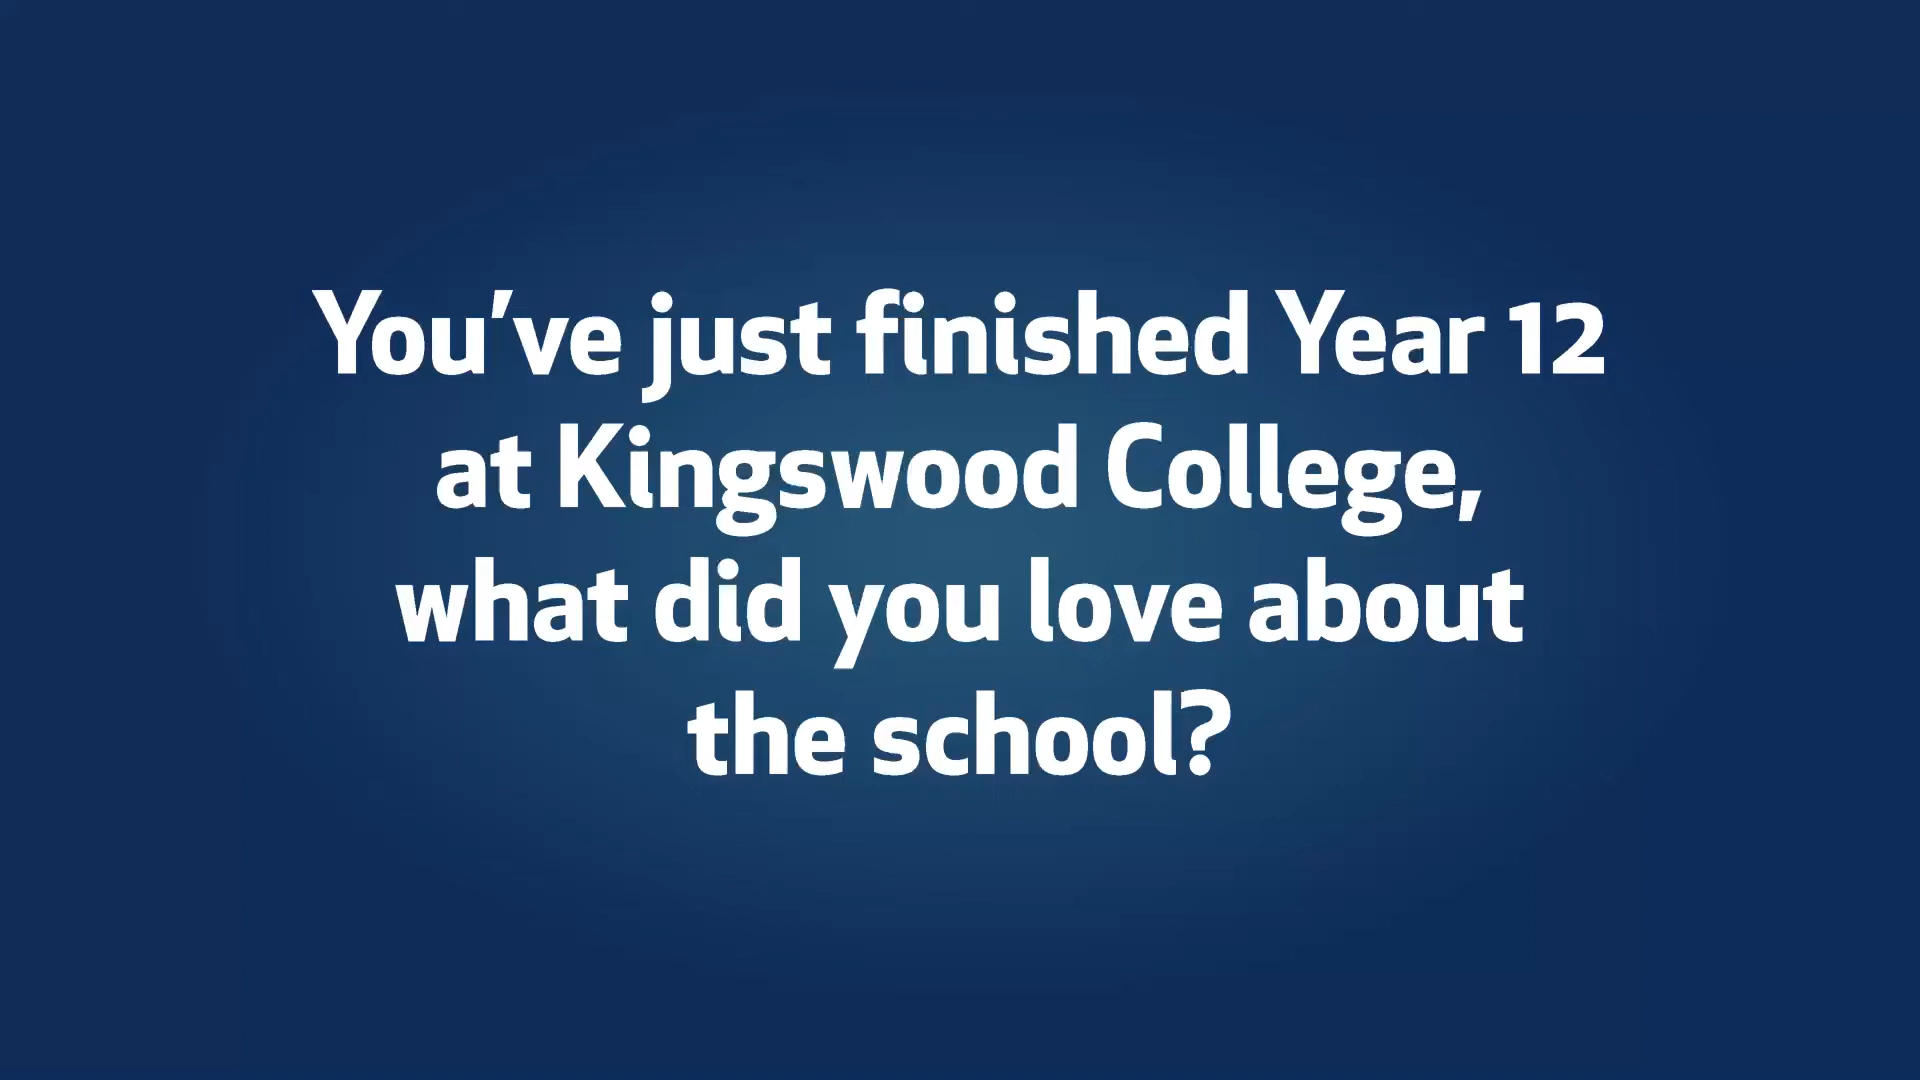 You’ve just finished Year 12
at Kingswood College,
what did you love about
the school?